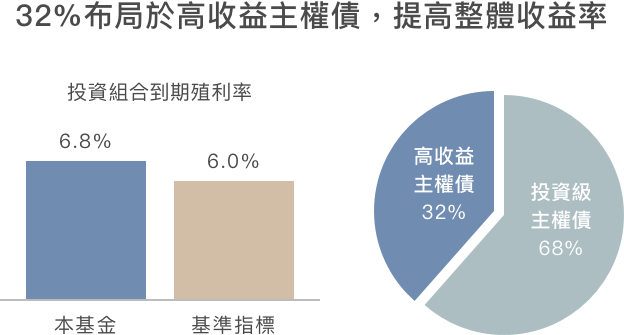 32%布局於高收益主權債，提高整體收益率
投資組合到期殖利率
6.8%
6.0%
本基金
基準指標
高收益
主權債
32%
投資級
主權債
68%